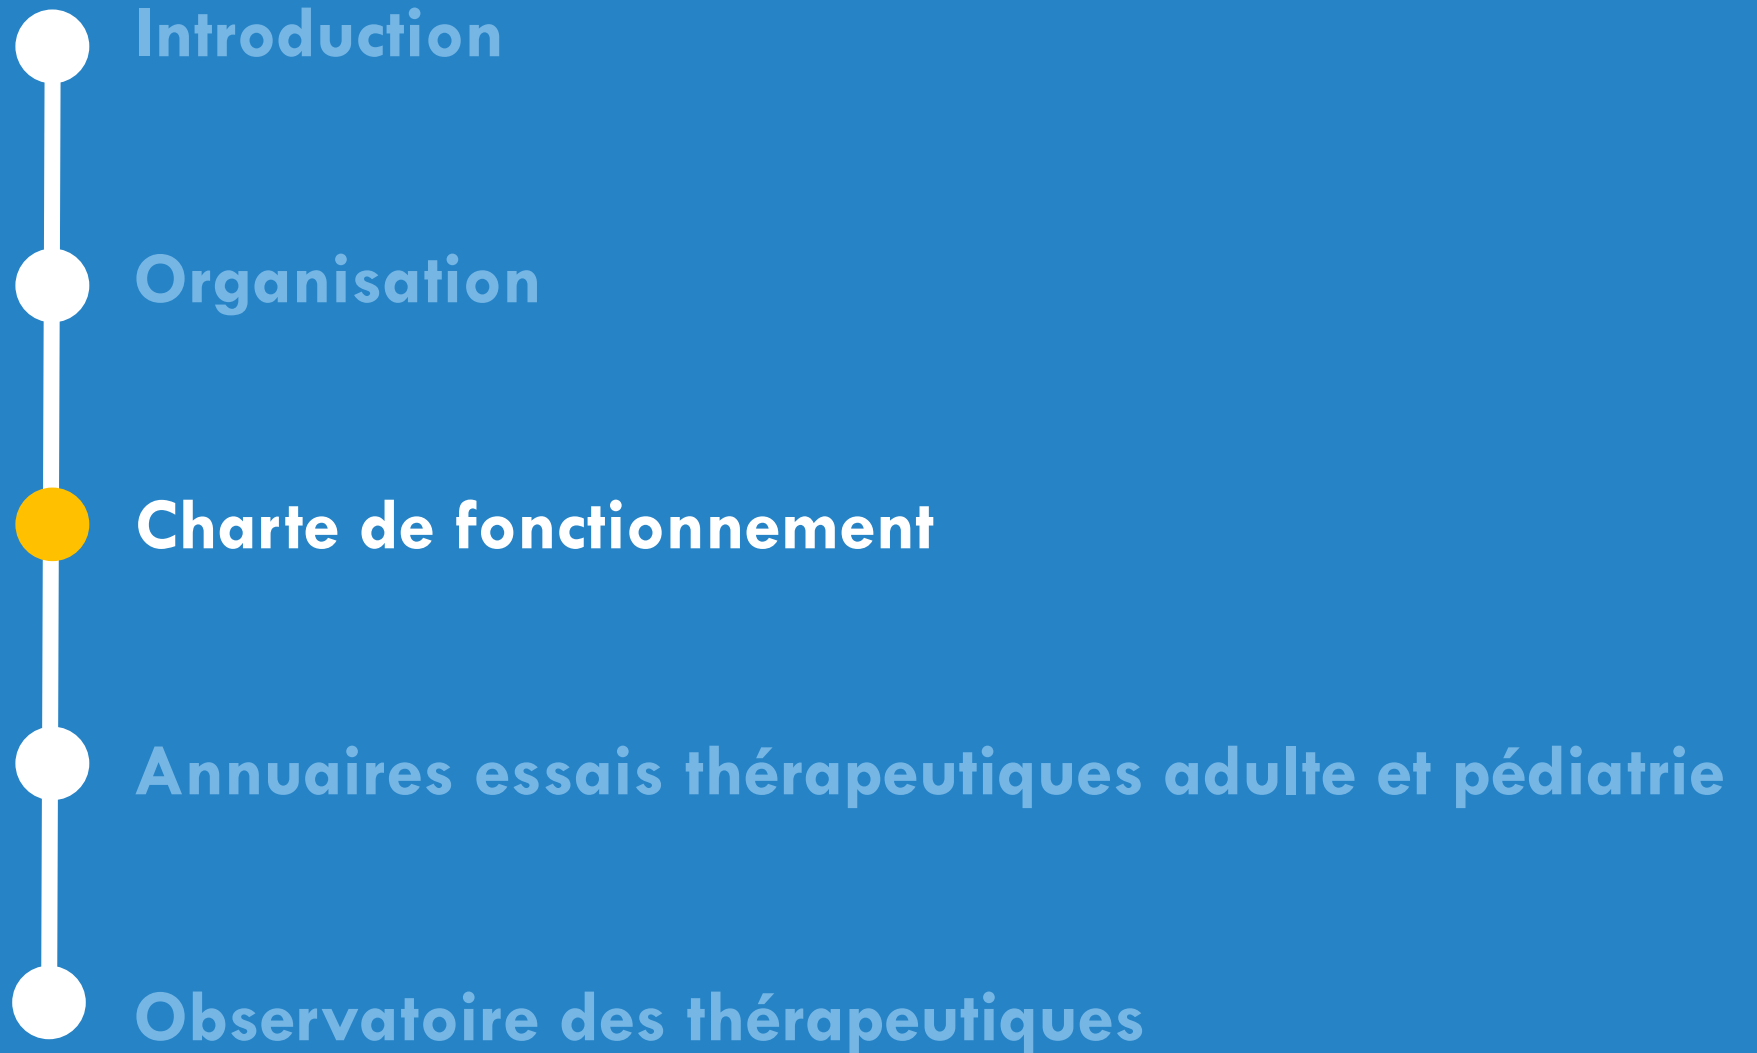 Introduction
Organisation
Charte de fonctionnement
Annuaires essais thérapeutiques adulte et pédiatrie
Observatoire des thérapeutiques